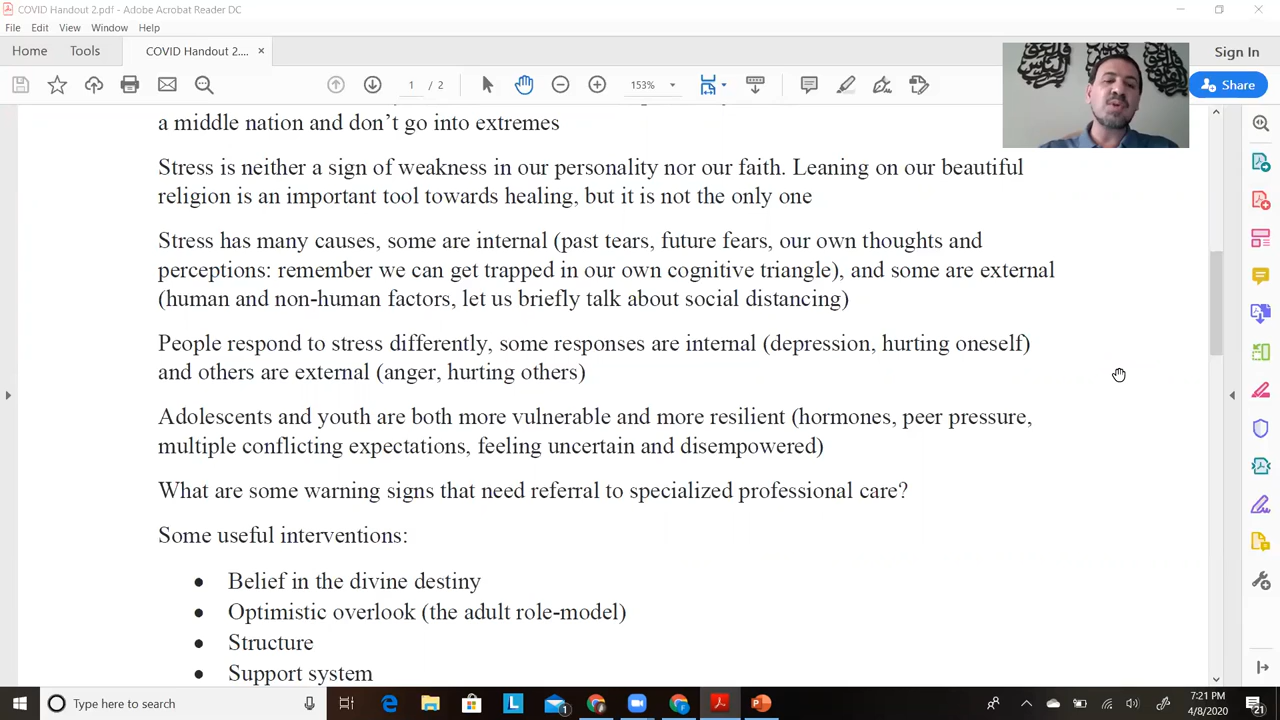 COVID Handout 2.pdf - Adobe Acrobat Reader DC
File Edit View Window Help
Home Tools COVID Handout 2.... × Sign In
1 / 2 153% Share
a middle nation and don’t go into extremes
Stress is neither a sign of weakness in our personality nor our faith. Leaning on our beautiful
religion is an important tool towards healing, but it is not the only one
Stress has many causes, some are internal (past tears, future fears, our own thoughts and
perceptions: remember we can get trapped in our own cognitive triangle), and some are external
(human and non-human factors, let us briefly talk about social distancing)
People respond to stress differently, some responses are internal (depression, hurting oneself)
and others are external (anger, hurting others)
Adolescents and youth are both more vulnerable and more resilient (hormones, peer pressure,
multiple conflicting expectations, feeling uncertain and disempowered)
What are some warning signs that need referral to specialized professional care?
Some useful interventions:
• Belief in the divine destiny
• Optimistic overlook (the adult role-model)
• Structure
• Support system
Type here to search
7:21 PM
4/8/2020
21